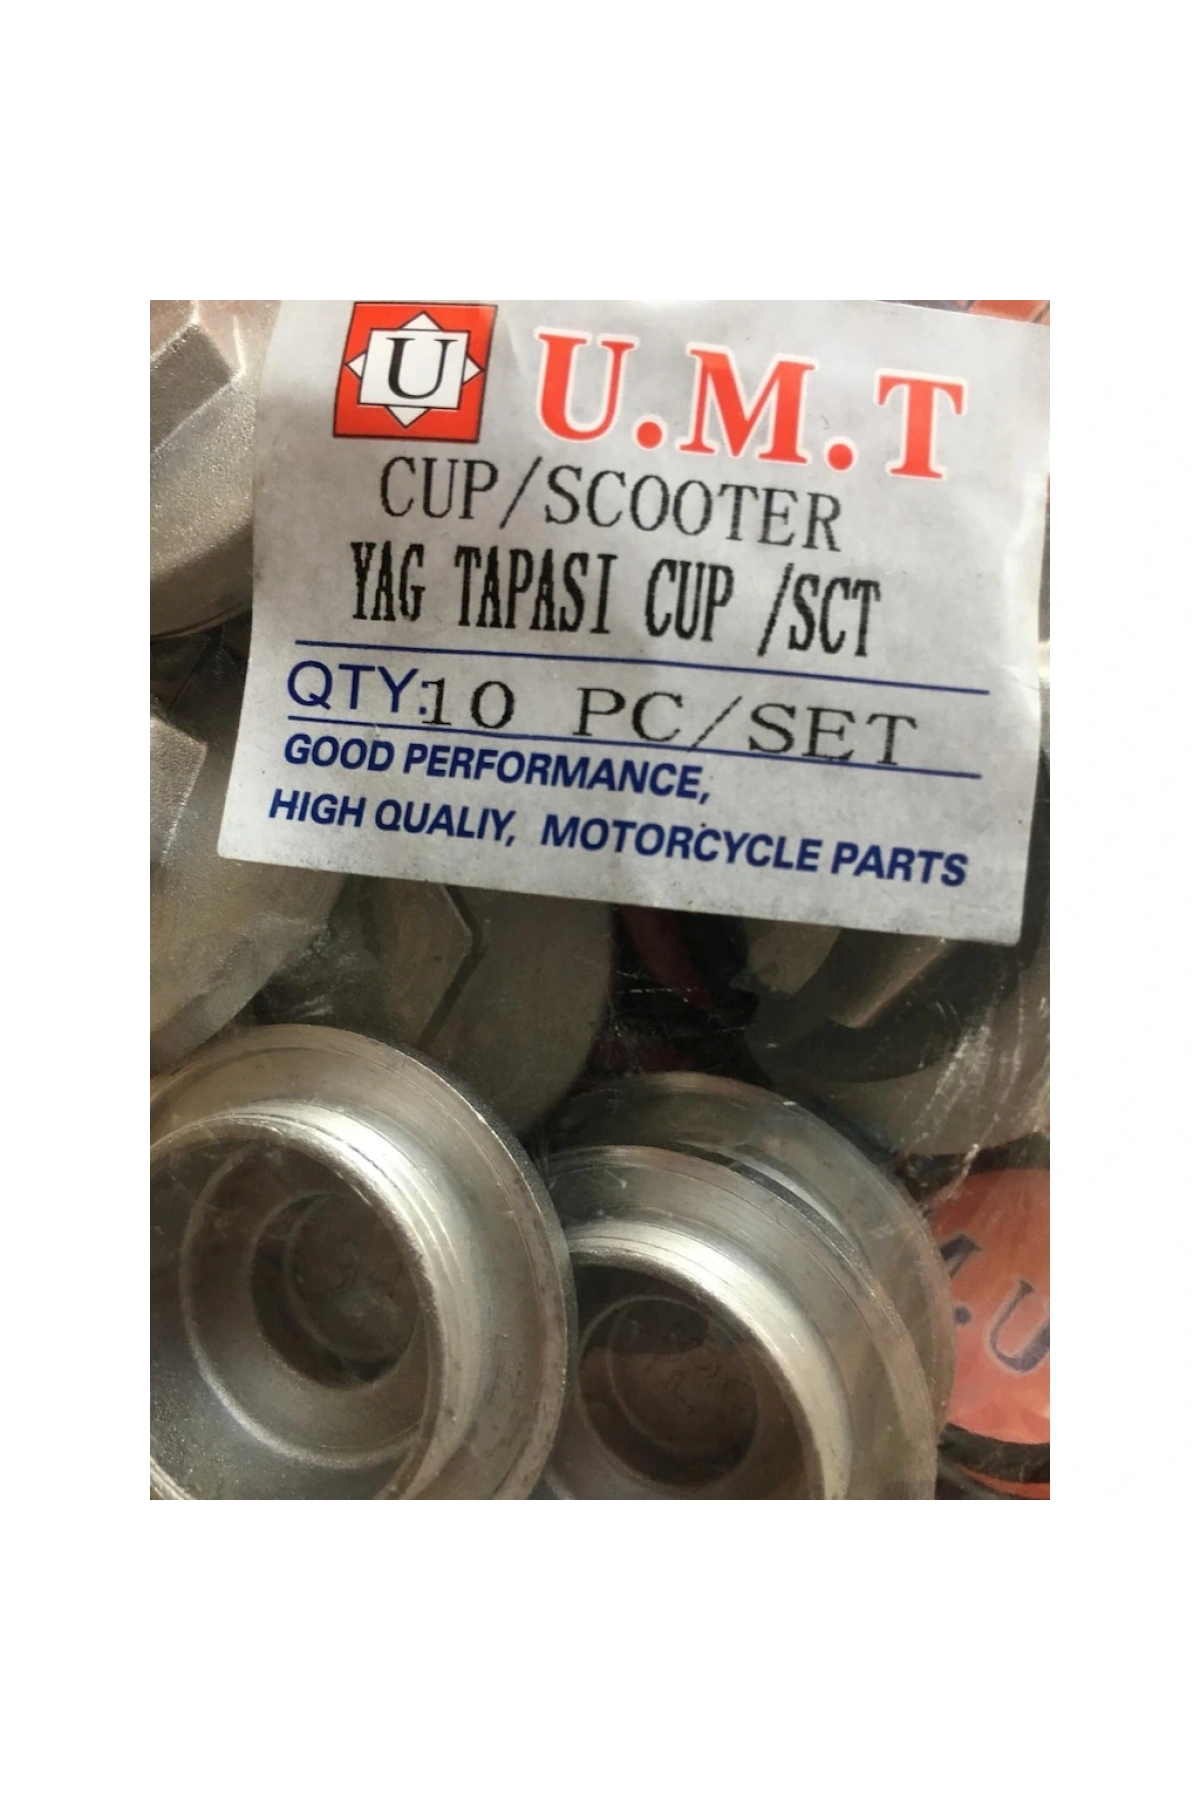 U U.M.T
CUP/SCOOTER
YAG TAPASI CUP /SCT
QTY:10 PC/SET
GOOD PERFORMANCE,
HIGH QUALIY, MOTORCYCLE PARTS